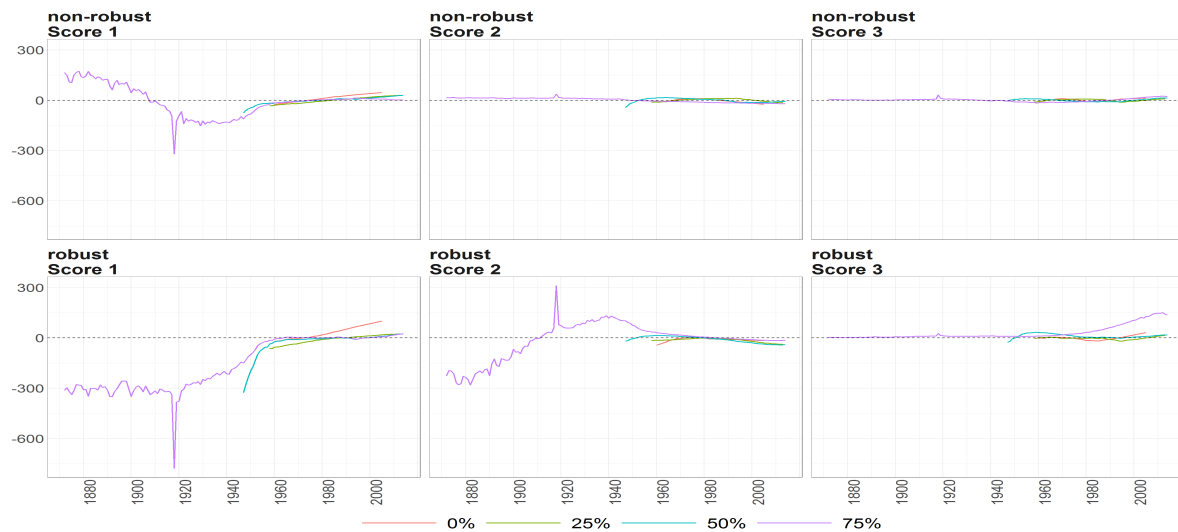 non-robust
Score 1
non-robust
Score 2
non-robust
Score 3
300
0
-300
-600
robust
Score 1
robust
Score 2
robust
Score 3
300
0
-300
-600
1880 1900 1920 1940 1960 1980 2000
1880 1900 1920 1940 1960 1980 2000
1880 1900 1920 1940 1960 1980 2000
0% 25% 50% 75%